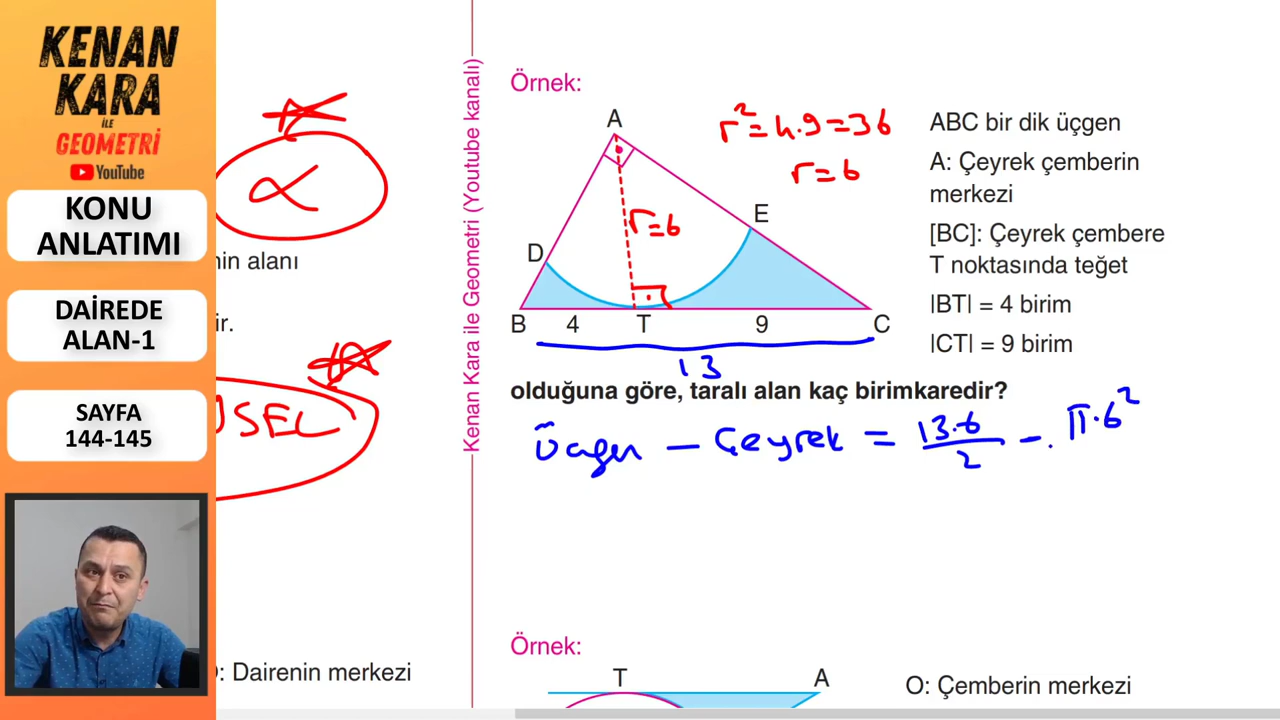 KENAN
KARA
İLE
GEOMETRİ
YouTube
KONU
ANLATIMI
DAİREDE
ALAN-1
SAYFA
144-145
α
nin alanı
ir.
JSEL
O: Dairenin merkezi
Kenan Kara ile Geometri (Youtube kanalı)
Örnek:
A
r² = 4.9 = 36
r = 6
r = 6
D
E
B 4 T 9 C
13
ABC bir dik üçgen
A: Çeyrek çemberin
merkezi
[BC]: Çeyrek çembere
T noktasında teğet
|BT| = 4 birim
|CT| = 9 birim
olduğuna göre, taralı alan kaç birimkaredir?
Üçgen - Çeyrek = 13.6/2 - π.6²
Örnek:
T
A
O: Çemberin merkezi